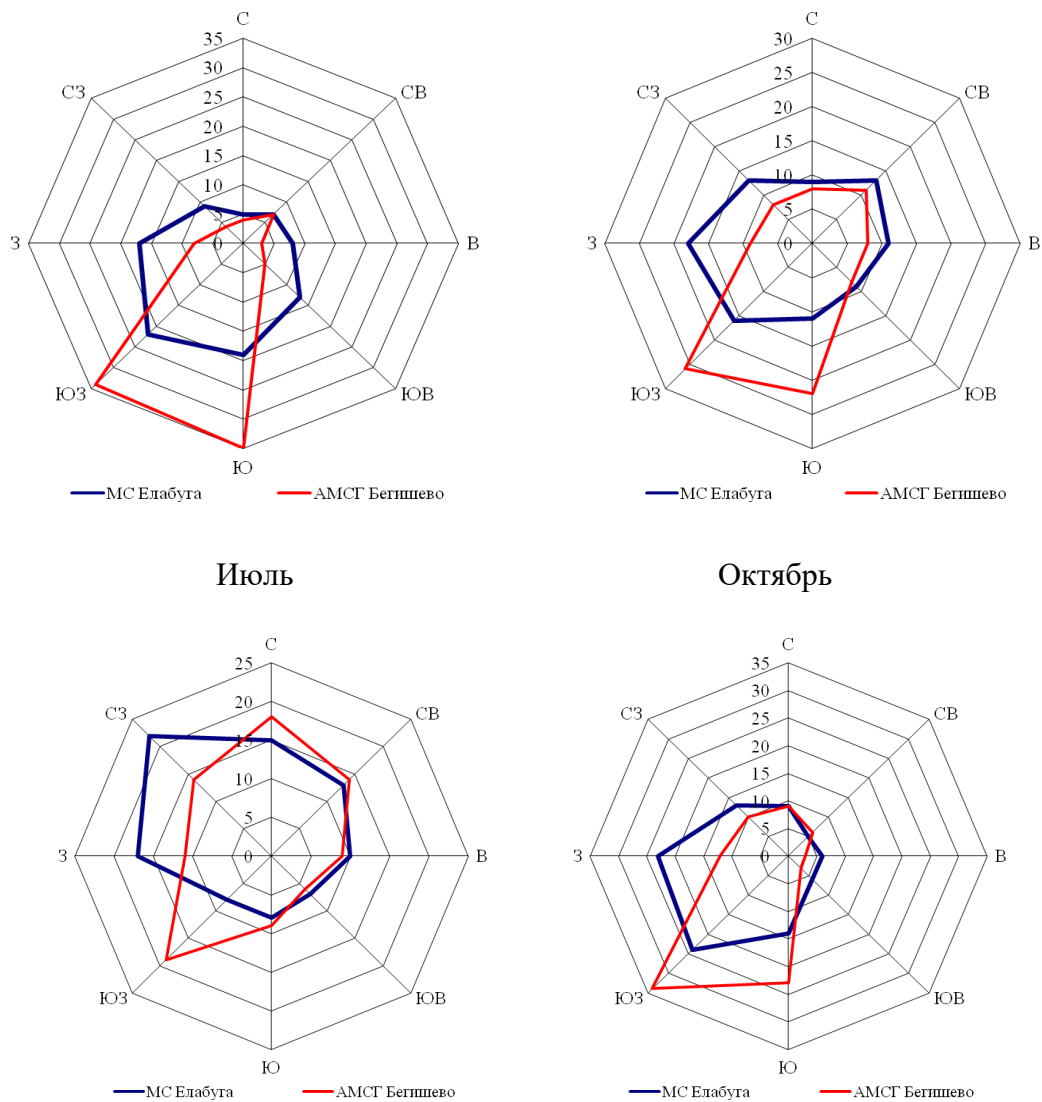 С
35
30
25
20
15
10
5
0
СЗ
СВ
З
В
ЮЗ
ЮВ
Ю
МС Елабуга
АМСГ Бегишево
С
30
25
20
15
10
5
0
СЗ
СВ
З
В
ЮЗ
ЮВ
Ю
МС Елабуга
АМСГ Бегишево
Июль
Октябрь
С
25
20
15
10
5
0
СЗ
СВ
З
В
ЮЗ
ЮВ
Ю
МС Елабуга
АМСГ Бегишево
С
35
30
25
20
15
10
5
0
СЗ
СВ
З
В
ЮЗ
ЮВ
Ю
МС Елабуга
АМСГ Бегишево